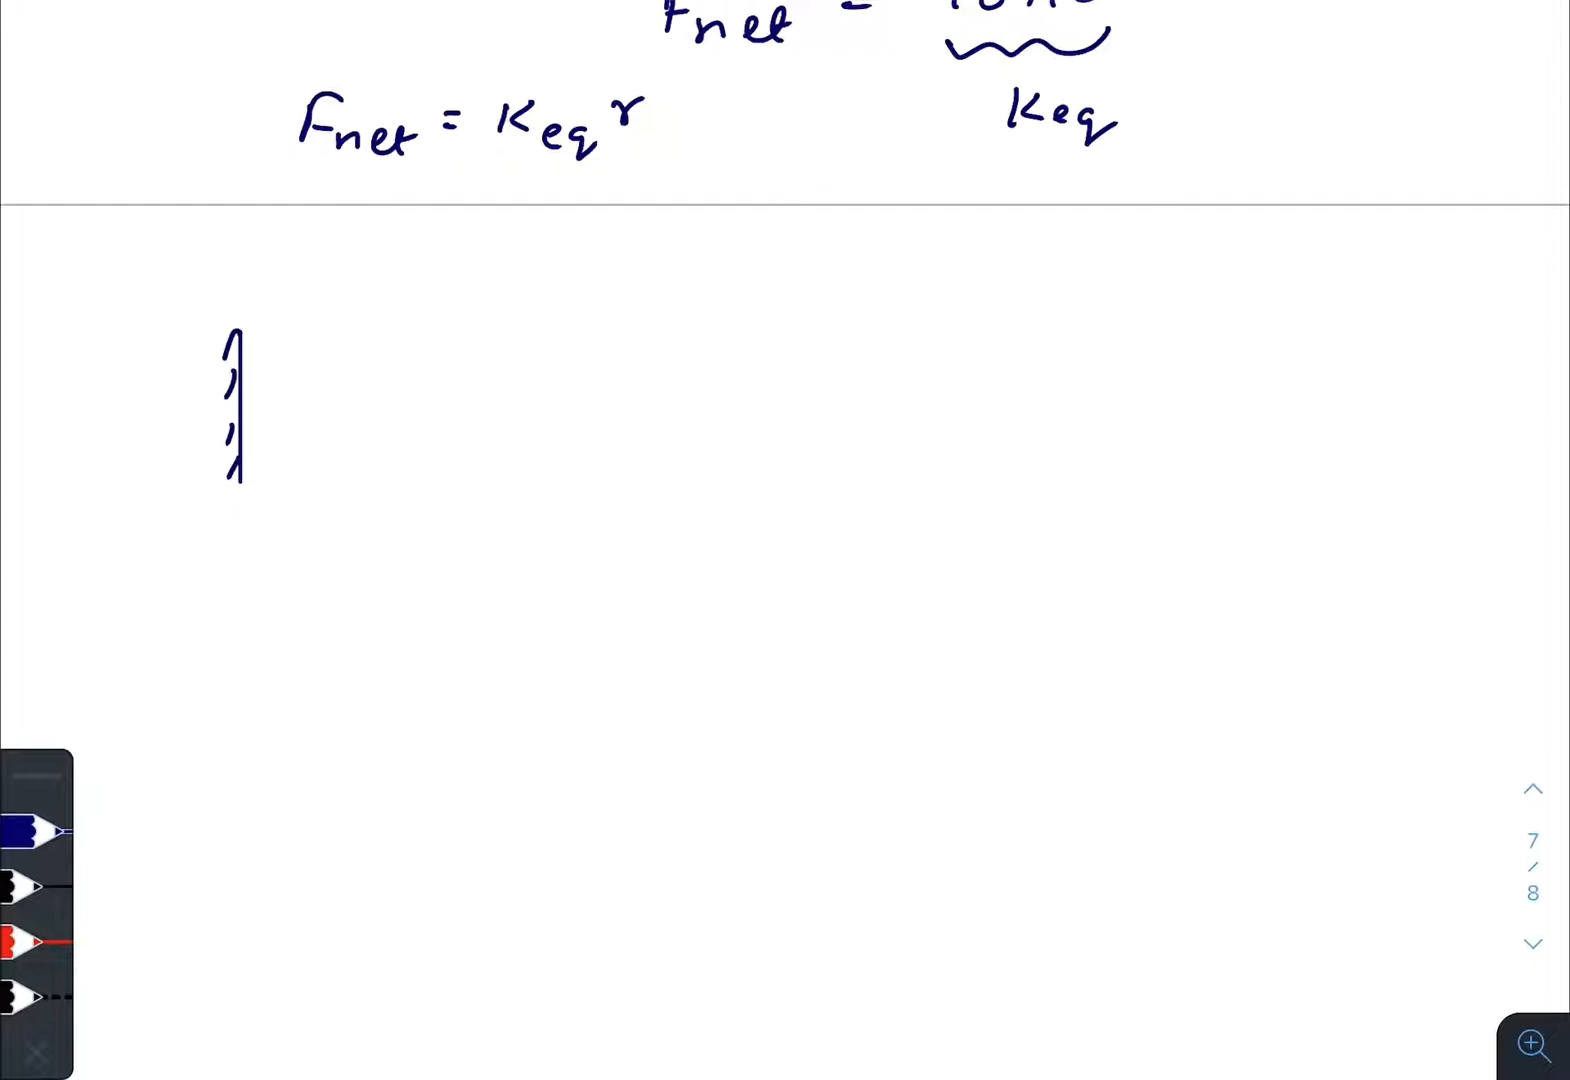 Fnet =
Fnet = Keq r
Keq
7
/
8